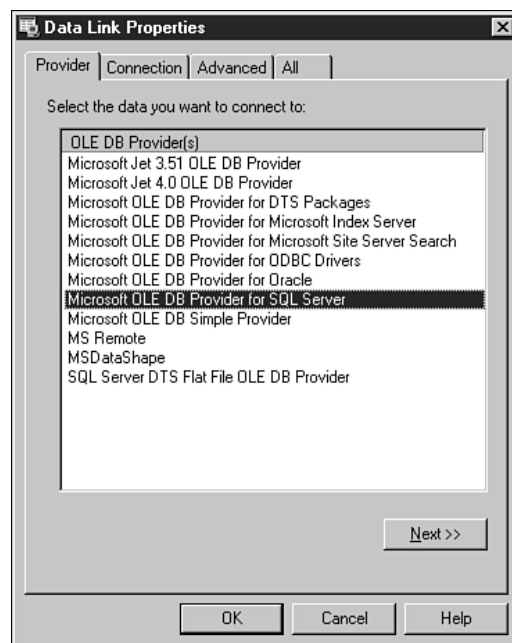 Data Link Properties
Provider Connection Advanced All
Select the data you want to connect to:
OLE DB Provider(s)
Microsoft Jet 3.51 OLE DB Provider
Microsoft Jet 4.0 OLE DB Provider
Microsoft OLE DB Provider for DTS Packages
Microsoft OLE DB Provider for Microsoft Index Server
Microsoft OLE DB Provider for Microsoft Site Server Search
Microsoft OLE DB Provider for ODBC Drivers
Microsoft OLE DB Provider for Oracle
Microsoft OLE DB Provider for SQL Server
Microsoft OLE DB Simple Provider
MS Remote
MSDataShape
SQL Server DTS Flat File OLE DB Provider
Next >>
OK Cancel Help